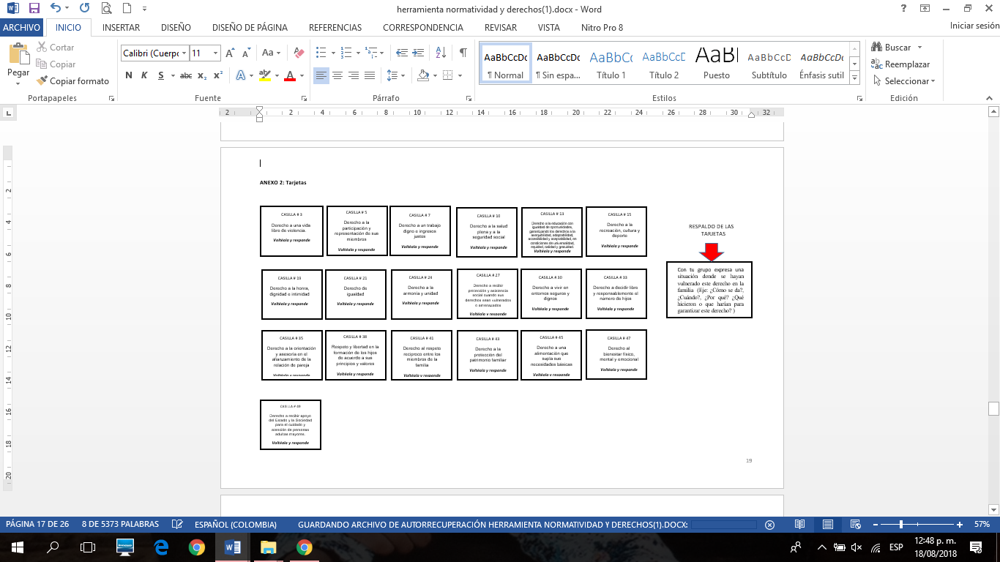 herramienta normatividad y derechos(1).docx - Word
ARCHIVO INICIO INSERTAR DISEÑO DISEÑO DE PÁGINA REFERENCIAS CORRESPONDENCIA REVISAR VISTA Nitro Pro 8 Iniciar sesión
Pegar
Cortar
Copiar
Copiar formato
Portapapeles
Calibri (Cuerpo 11
N K S abc x₂ x²
Fuente
Párrafo
AaBbCcDc AaBbCcDc AaBbCc AaBbCcD AaBl AaBbCcD AaBbCcDc
¶ Normal ¶ Sin espa... Título 1 Título 2 Puesto Subtítulo Énfasis sutil
Estilos
Buscar
Reemplazar
Seleccionar
Edición
2 2 4 6 8 10 12 14 16 18 20 22 24 26 28 30 32
2
4
6
8
10
12
14
16
18
20
ANEXO 2: Tarjetas
CASILLA # 3
Derecho a una vida
libre de violencia.
Voltéala y responde
CASILLA # 5
Derecho a la
participación y
representación de sus
miembros
Voltéala y responde
CASILLA # 7
Derecho a un trabajo
digno e ingresos
justos
Voltéala y responde
CASILLA # 10
Derecho a la salud
plena y a la
seguridad social
Voltéala y responde
CASILLA # 13
Derecho a la educación con
igualdad de oportunidades,
garantizando los derechos a la
asequibilidad, adaptabilidad,
accesibilidad y aceptabilidad, en
condiciones de universalidad,
equidad, calidad y gratuidad.
Voltéala y responde
CASILLA # 15
Derecho a la
recreación, cultura y
deporte
Voltéala y responde
RESPALDO DE LAS
TARJETAS
Con tu grupo expresa una
situación donde se hayan
vulnerado este derecho en la
familia (Eje: ¿Cómo se da?,
¿Cuándo?, ¿Por qué? ¿Qué
hicieron o que harían para
garantizar este derecho? )
CASILLA # 19
Derecho a la honra,
dignidad e intimidad
Voltéala y responde
CASILLA # 21
Derecho de
igualdad
Voltéala y responde
CASILLA # 24
Derecho a la
armonía y unidad
Voltéala y responde
CASILLA # 27
Derecho a recibir
protección y asistencia
social cuando sus
derechos sean vulnerados
o amenazados
Voltéala y responde
CASILLA # 30
Derecho a vivir en
entornos seguros y
dignos
Voltéala y responde
CASILLA # 33
Derecho a decidir libre
y responsablemente el
número de hijos
Voltéala y responde
CASILLA # 35
Derecho a la orientación
y asesoría en el
afianzamiento de la
relación de pareja
Voltéala y responde
CASILLA # 38
Respeto y libertad en la
formación de los hijos
de acuerdo a sus
principios y valores
Voltéala y responde
CASILLA # 41
Derecho al respeto
recíproco entre los
miembros de la
familia
Voltéala y responde
CASILLA # 43
Derecho a la
protección del
patrimonio familiar
Voltéala y responde
CASILLA # 45
Derecho a una
alimentación que
supla sus
necesidades básicas
Voltéala y responde
CASILLA # 47
Derecho al
bienestar físico,
mental y emocional
Voltéala y responde
CASILLA # 49
Derecho a recibir apoyo
del Estado y la Sociedad
para el cuidado y
atención de personas
adultas mayores.
Voltéala y responde
19
PÁGINA 17 DE 26 8 DE 5373 PALABRAS ESPAÑOL (COLOMBIA) GUARDANDO ARCHIVO DE AUTORRECUPERACIÓN HERRAMIENTA NORMATIVIDAD Y DERECHOS(1).DOCX: 57%
ESP
12:48 p. m.
18/08/2018